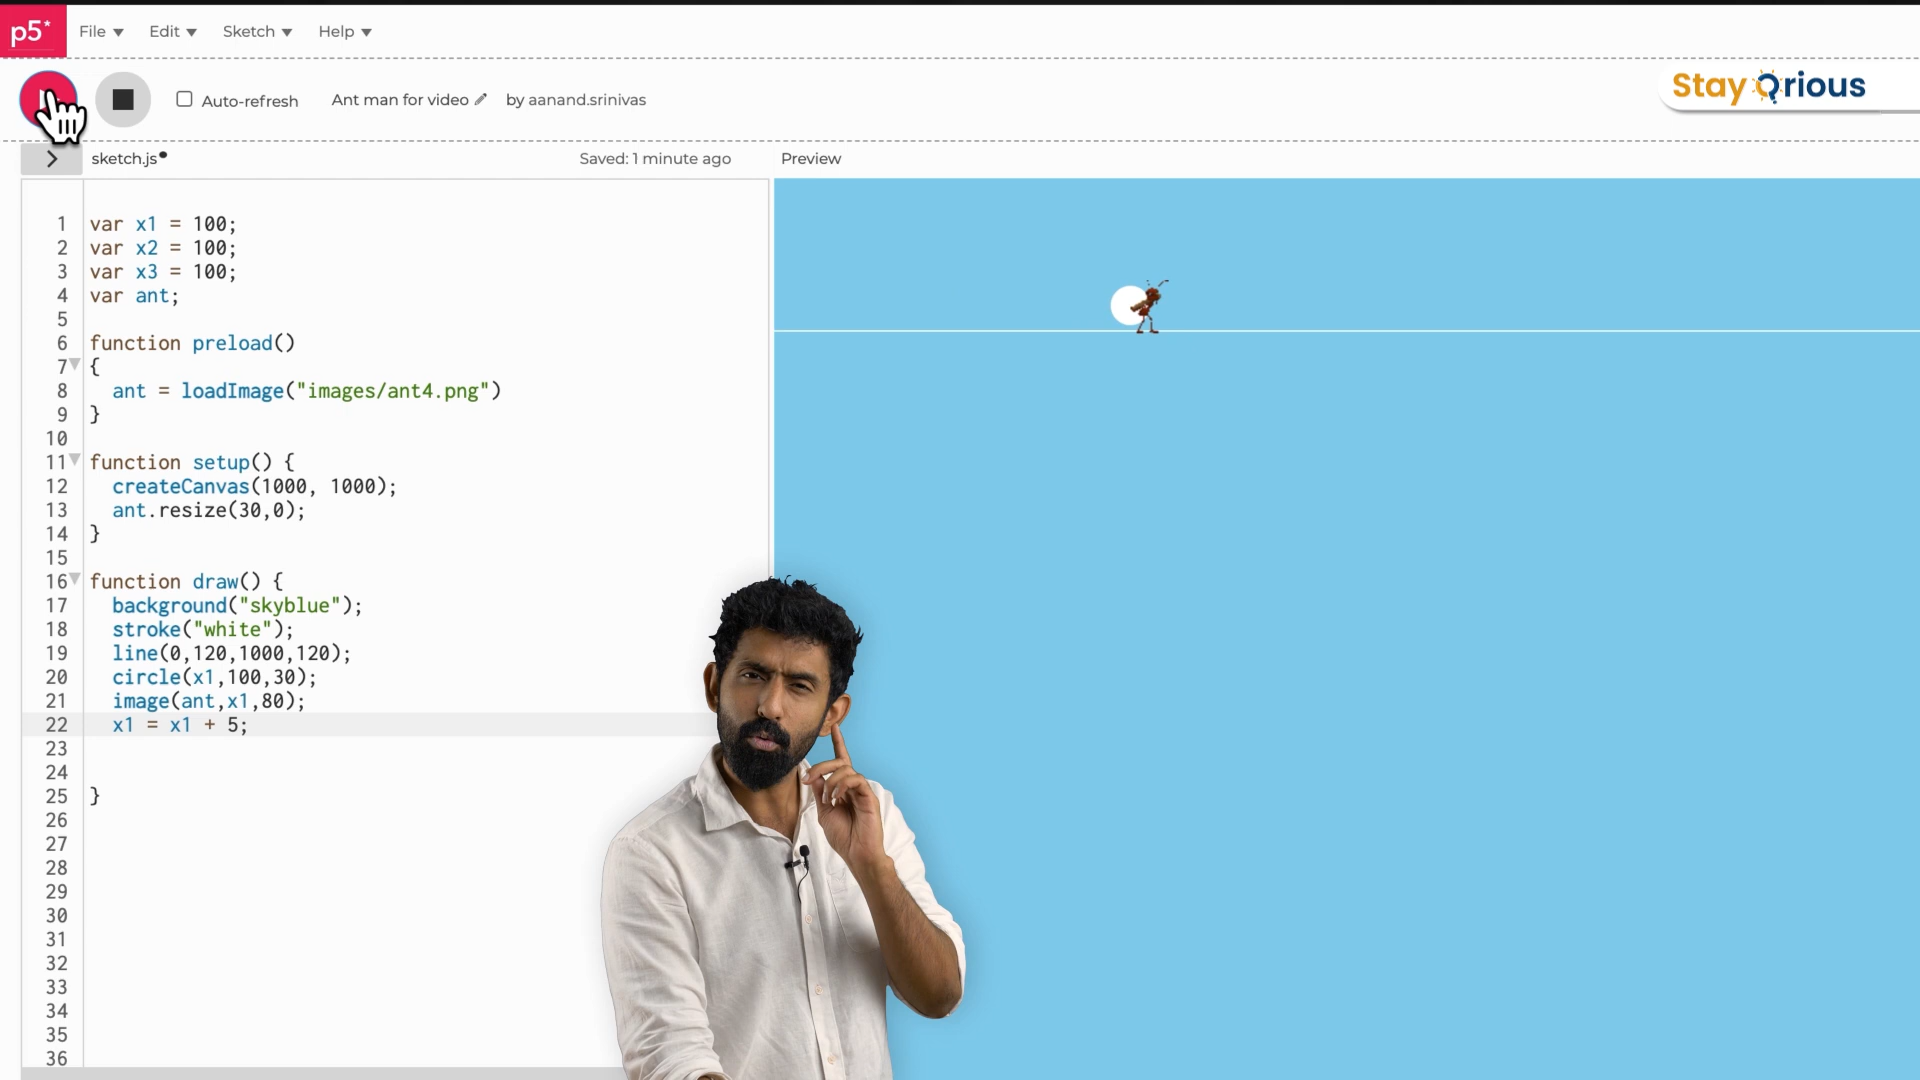 p5* File Edit Sketch Help
Auto-refresh Ant man for video by aanand.srinivas
Stay Qrious
sketch.js Saved: 1 minute ago Preview
1 var x1 = 100;
2 var x2 = 100;
3 var x3 = 100;
4 var ant;
5
6 function preload()
7 {
8 ant = loadImage("images/ant4.png")
9 }
10
11 function setup() {
12 createCanvas(1000, 1000);
13 ant.resize(30,0);
14 }
15
16 function draw() {
17 background("skyblue");
18 stroke("white");
19 line(0,120,1000,120);
20 circle(x1,100,30);
21 image(ant,x1,80);
22 x1 = x1 + 5;
23
24
25 }
26
27
28
29
30
31
32
33
34
35
36